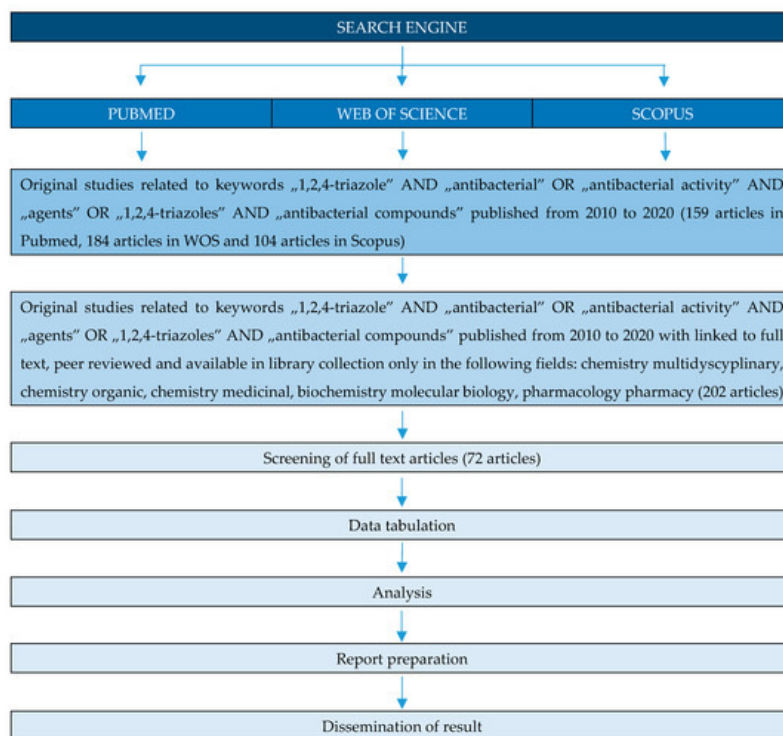 SEARCH ENGINE
PUBMED
WEB OF SCIENCE
SCOPUS
Original studies related to keywords „1,2,4-triazole” AND „antibacterial” OR „antibacterial activity” AND
„agents” OR „1,2,4-triazoles” AND „antibacterial compounds” published from 2010 to 2020 (159 articles in
Pubmed, 184 articles in WOS and 104 articles in Scopus)
Original studies related to keywords „1,2,4-triazole” AND „antibacterial” OR „antibacterial activity” AND
„agents” OR „1,2,4-triazoles” AND „antibacterial compounds” published from 2010 to 2020 with linked to full
text, peer reviewed and available in library collection only in the following fields: chemistry multidyscyplinary,
chemistry organic, chemistry medicinal, biochemistry molecular biology, pharmacology pharmacy (202 articles)
Screening of full text articles (72 articles)
Data tabulation
Analysis
Report preparation
Dissemination of result